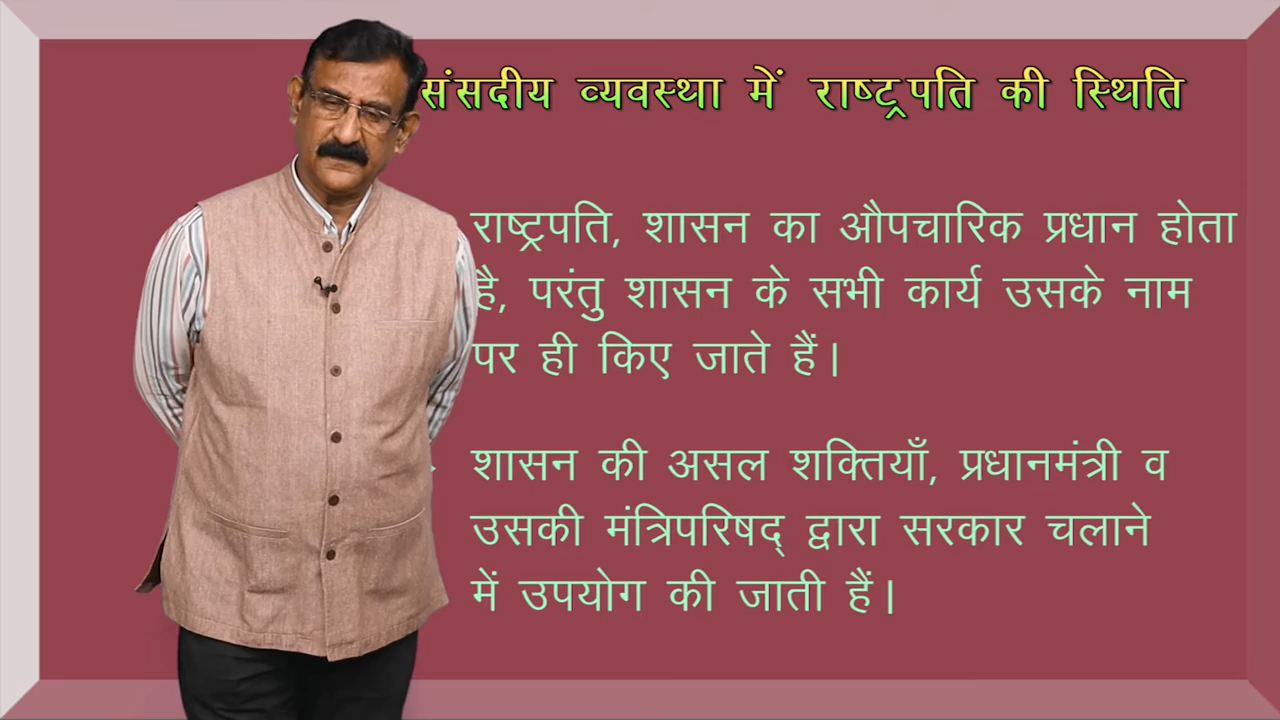 संसदीय व्यवस्था में राष्ट्रपति की स्थिति
राष्ट्रपति, शासन का औपचारिक प्रधान होता
है, परंतु शासन के सभी कार्य उसके नाम
पर ही किए जाते हैं।
शासन की असल शक्तियाँ, प्रधानमंत्री व
उसकी मंत्रिपरिषद् द्वारा सरकार चलाने
में उपयोग की जाती हैं।